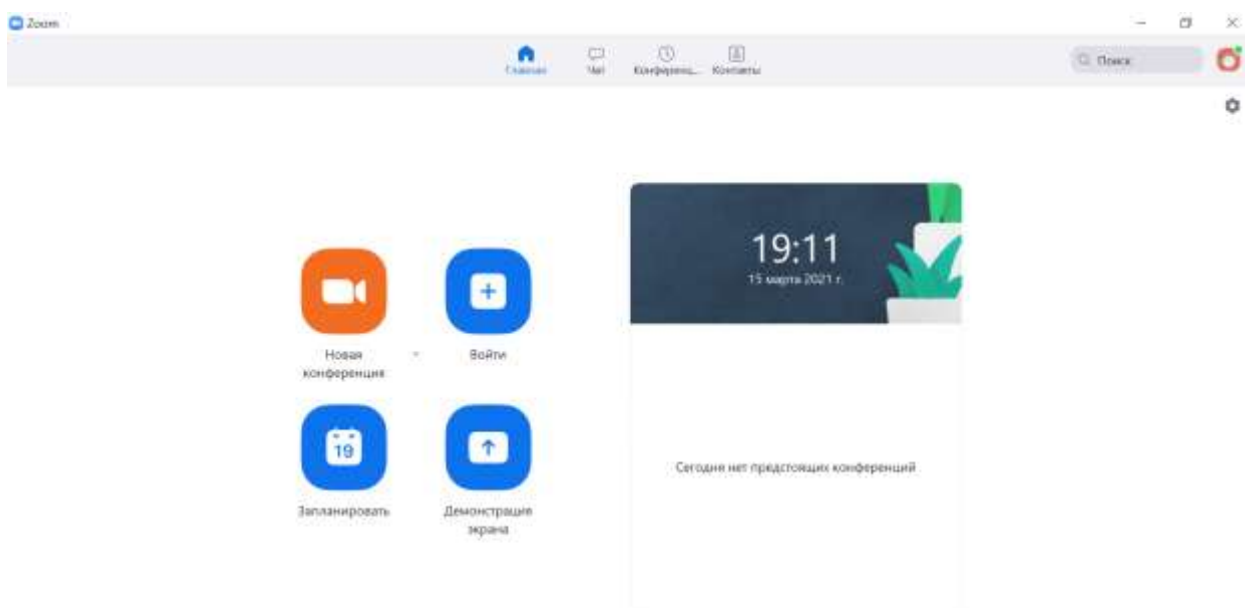 Zoom
Главная
Чат
Конференц...
Контакты
Поиск
19:11
15 марта 2021 г.
Новая
конференция
Войти
19
Запланировать
Демонстрация
экрана
Сегодня нет предстоящих конференций